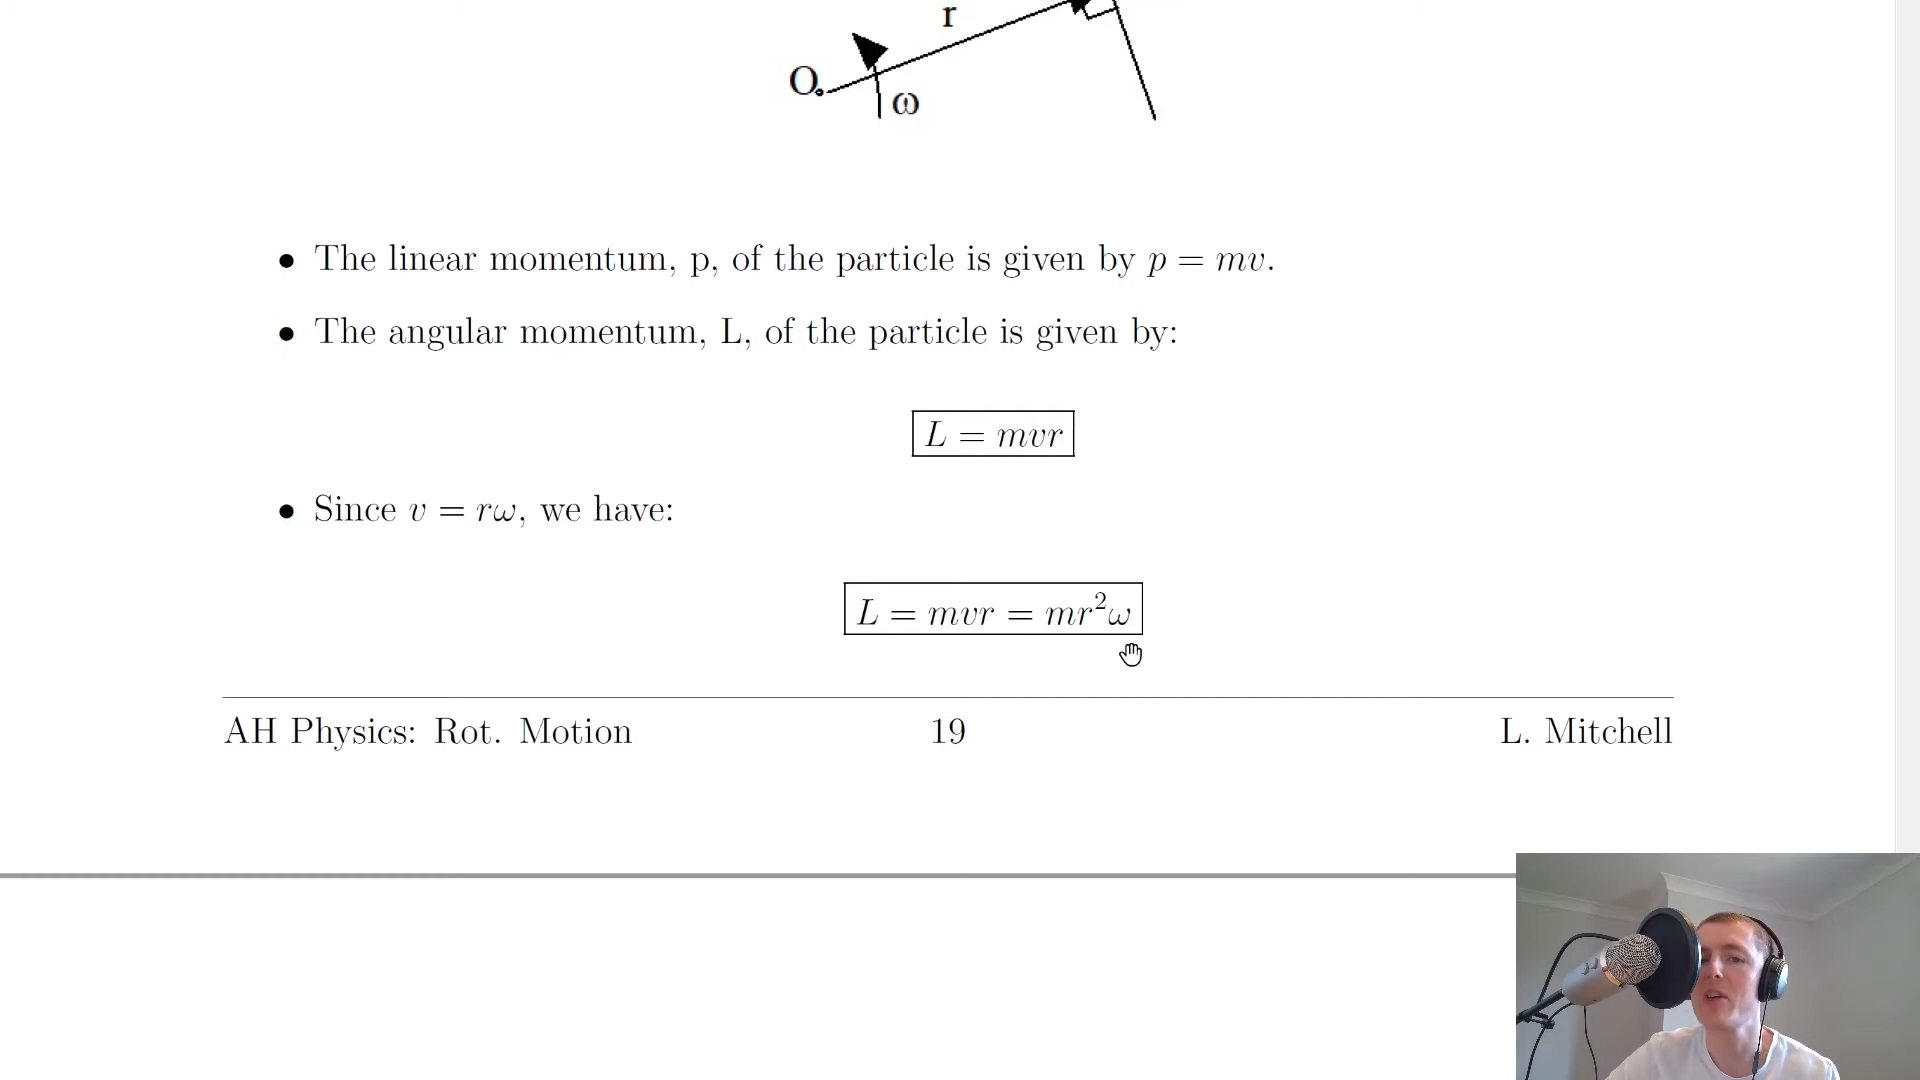 r
O
ω
• The linear momentum, p, of the particle is given by p = mv.
• The angular momentum, L, of the particle is given by:
L = mvr
• Since v = rω, we have:
L = mvr = mr²ω
AH Physics: Rot. Motion 19 L. Mitchell